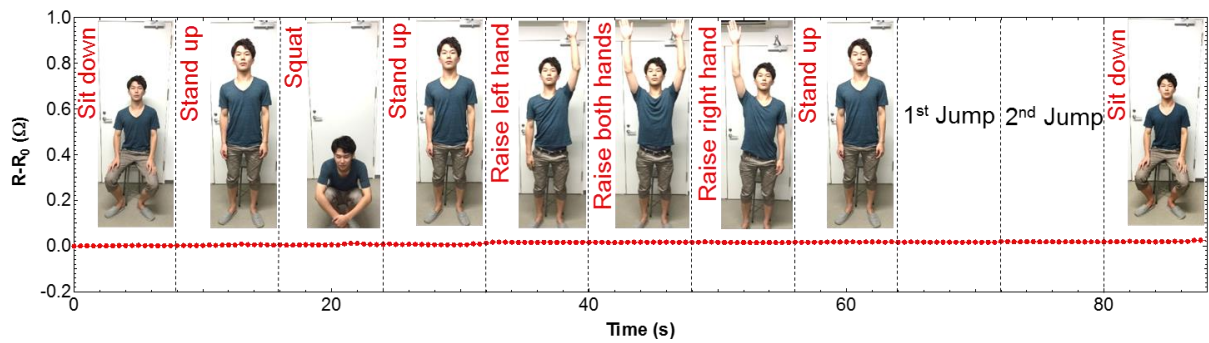 1.0
0.8
0.6
0.4
0.2
0.0
-0.2
R-R0 (Ω)
Sit down
Stand up
Squat
Stand up
Raise left hand
Raise both hands
Raise right hand
Stand up
1st Jump
2nd Jump
Sit down
0
20
40
60
80
Time (s)